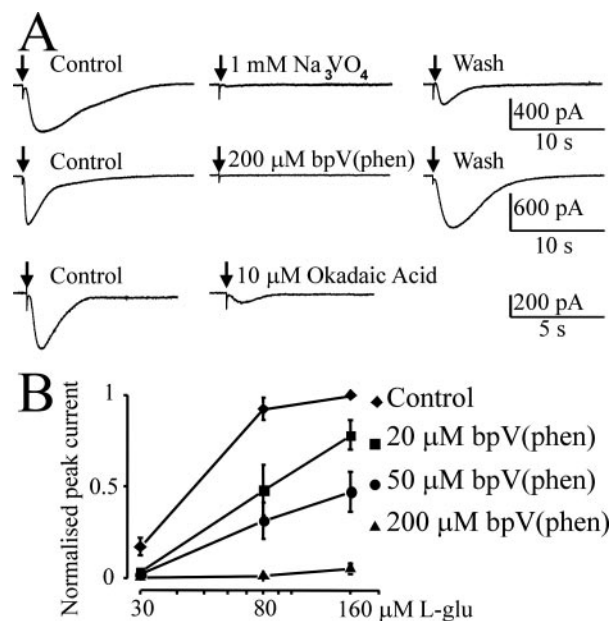 A
Control
1 mM Na3VO4
Wash
400 pA
10 s
Control
200 µM bpV(phen)
Wash
600 pA
10 s
Control
10 µM Okadaic Acid
200 pA
5 s
B
Normalised peak current
1
0.5
0
Control
20 µM bpV(phen)
50 µM bpV(phen)
200 µM bpV(phen)
30 80 160 µM L-glu